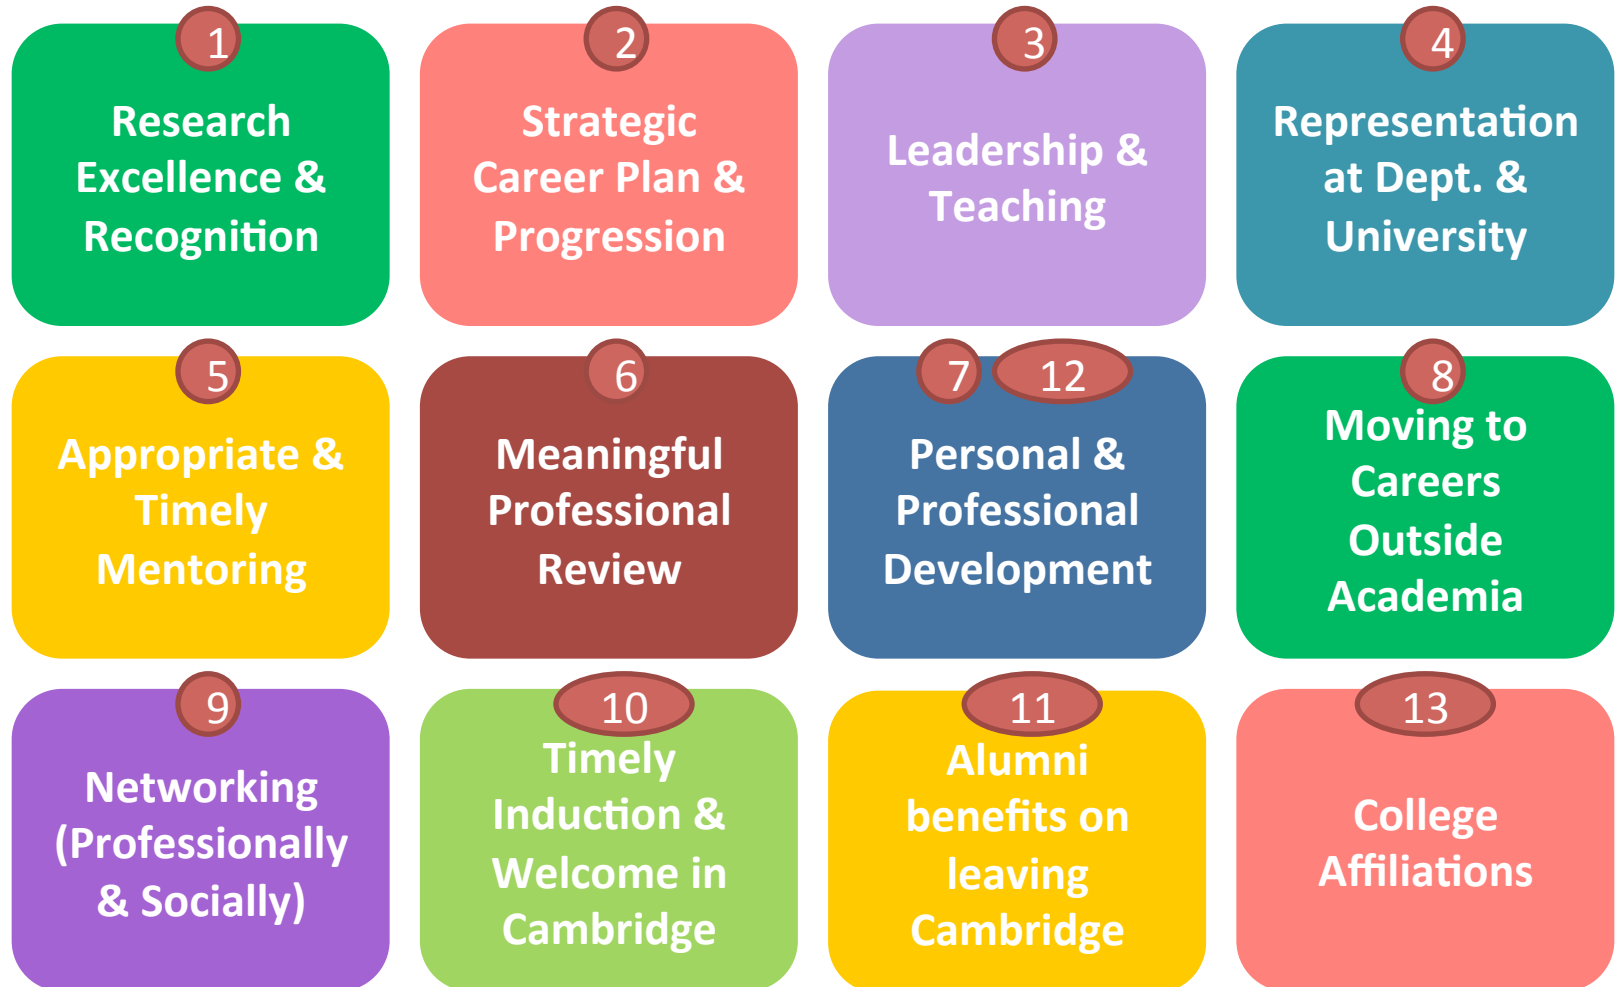 1
Research
Excellence &
Recognition
2
Strategic
Career Plan &
Progression
3
Leadership &
Teaching
4
Representation
at Dept. &
University
5
Appropriate &
Timely
Mentoring
6
Meaningful
Professional
Review
7 12
Personal &
Professional
Development
8
Moving to
Careers
Outside
Academia
9
Networking
(Professionally
& Socially)
10
Timely
Induction &
Welcome in
Cambridge
11
Alumni
benefits on
leaving
Cambridge
13
College
Affiliations